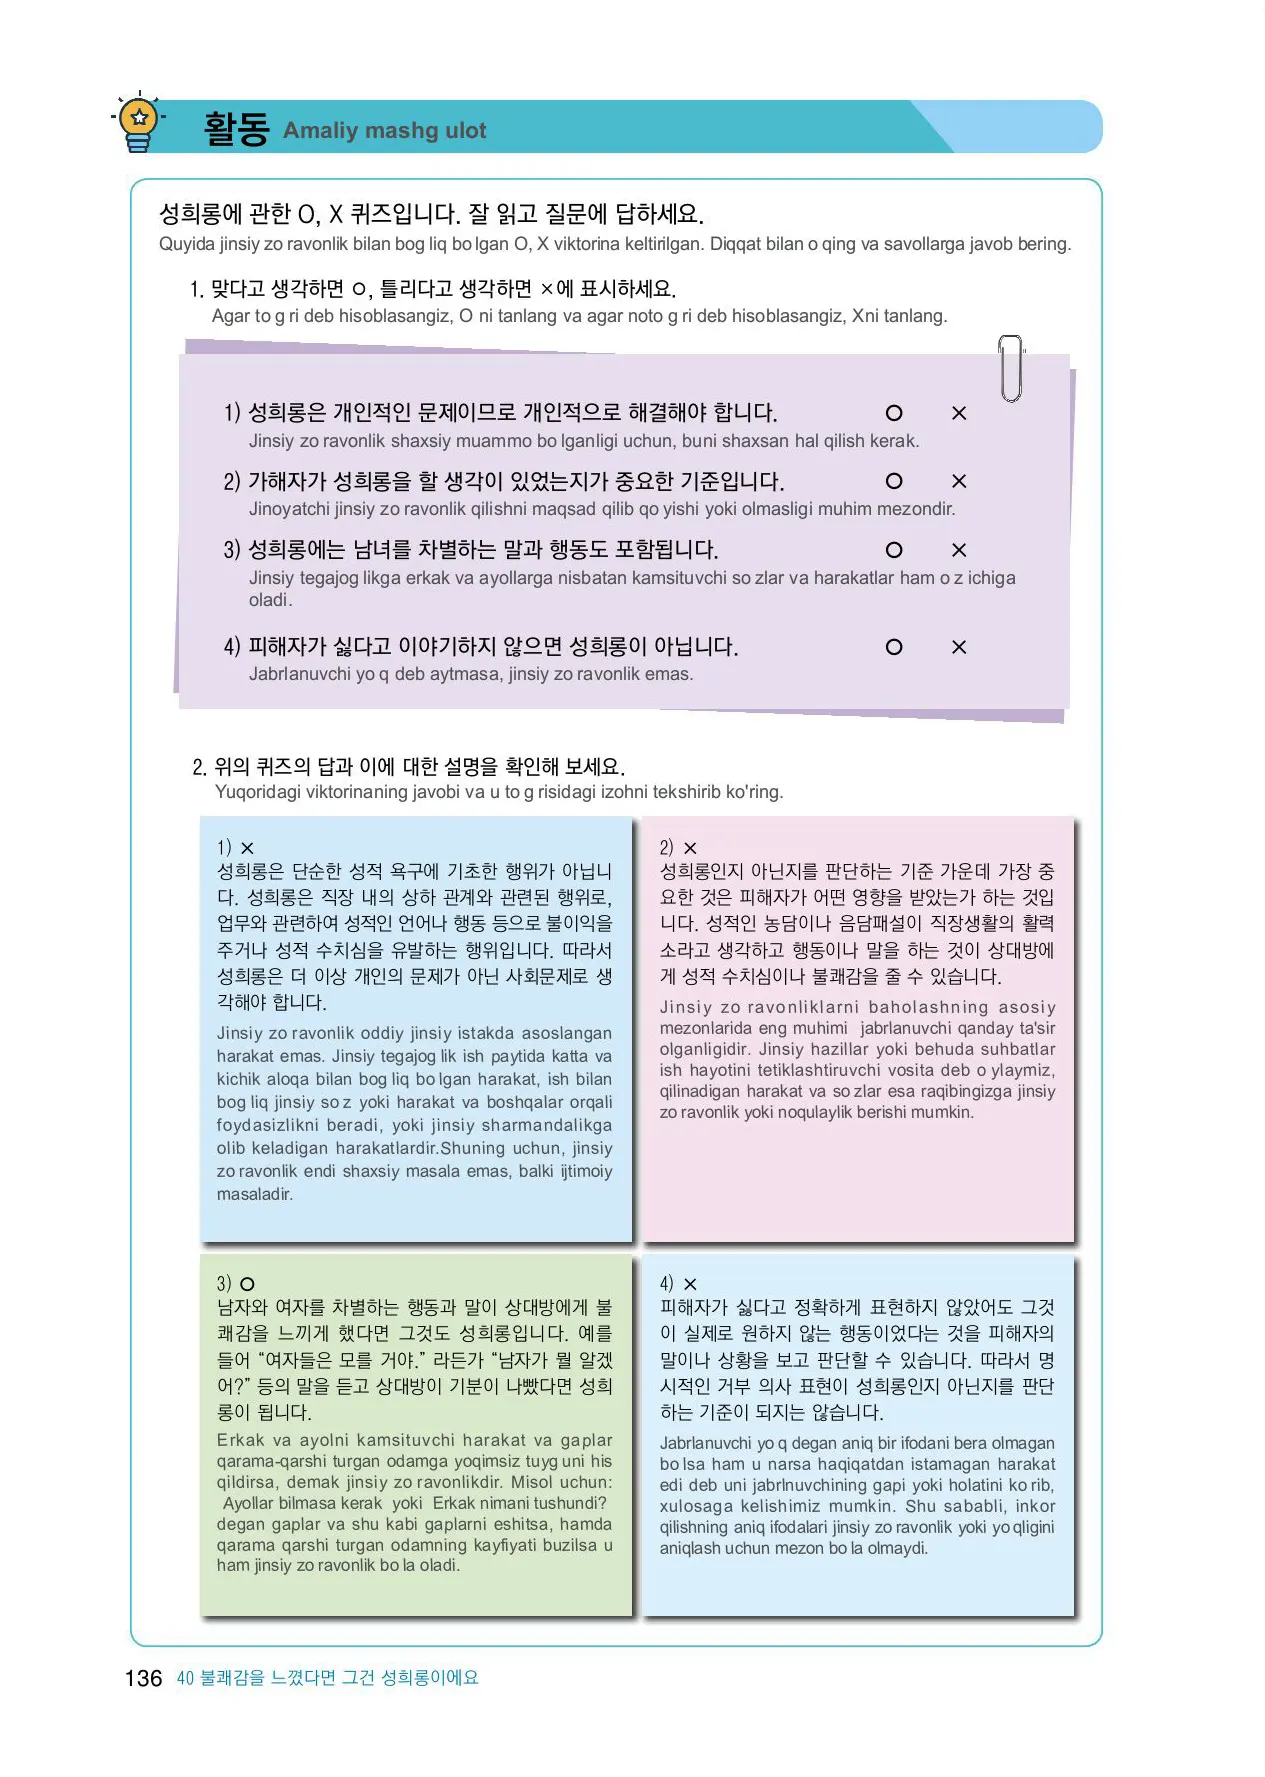 활동 Amaliy mashg ulot
성희롱에 관한 O, X 퀴즈입니다. 잘 읽고 질문에 답하세요.
Quyida jinsiy zo ravonlik bilan bog liq bo lgan O, X viktorina keltirilgan. Diqqat bilan o qing va savollarga javob bering.
1. 맞다고 생각하면 ○, 틀리다고 생각하면 ×에 표시하세요.
Agar to g ri deb hisoblasangiz, O ni tanlang va agar noto g ri deb hisoblasangiz, Xni tanlang.
1) 성희롱은 개인적인 문제이므로 개인적으로 해결해야 합니다. ○ ×
Jinsiy zo ravonlik shaxsiy muammo bo lganligi uchun, buni shaxsan hal qilish kerak.
2) 가해자가 성희롱을 할 생각이 있었는지가 중요한 기준입니다. ○ ×
Jinoyatchi jinsiy zo ravonlik qilishni maqsad qilib qo yishi yoki olmasligi muhim mezondir.
3) 성희롱에는 남녀를 차별하는 말과 행동도 포함됩니다. ○ ×
Jinsiy tegajog likga erkak va ayollarga nisbatan kamsituvchi so zlar va harakatlar ham o z ichiga
oladi.
4) 피해자가 싫다고 이야기하지 않으면 성희롱이 아닙니다. ○ ×
Jabrlanuvchi yo q deb aytmasa, jinsiy zo ravonlik emas.
2. 위의 퀴즈의 답과 이에 대한 설명을 확인해 보세요.
Yuqoridagi viktorinaning javobi va u to g risidagi izohni tekshirib ko'ring.
1) ×
성희롱은 단순한 성적 욕구에 기초한 행위가 아닙니
다. 성희롱은 직장 내의 상하 관계와 관련된 행위로,
업무와 관련하여 성적인 언어나 행동 등으로 불이익을
주거나 성적 수치심을 유발하는 행위입니다. 따라서
성희롱은 더 이상 개인의 문제가 아닌 사회문제로 생
각해야 합니다.
Jinsiy zo ravonlik oddiy jinsiy istakda asoslangan
harakat emas. Jinsiy tegajog lik ish paytida katta va
kichik aloqa bilan bog liq bo lgan harakat, ish bilan
bog liq jinsiy so z yoki harakat va boshqalar orqali
foydasizlikni beradi, yoki jinsiy sharmandalikga
olib keladigan harakatlardir.Shuning uchun, jinsiy
zo ravonlik endi shaxsiy masala emas, balki ijtimoiy
masaladir.
2) ×
성희롱인지 아닌지를 판단하는 기준 가운데 가장 중
요한 것은 피해자가 어떤 영향을 받았는가 하는 것입
니다. 성적인 농담이나 음담패설이 직장생활의 활력
소라고 생각하고 행동이나 말을 하는 것이 상대방에
게 성적 수치심이나 불쾌감을 줄 수 있습니다.
Jinsiy zo ravonliklarni baholashning asosiy
mezonlarida eng muhimi jabrlanuvchi qanday ta'sir
olganligidir. Jinsiy hazillar yoki behuda suhbatlar
ish hayotini tetiklashtiruvchi vosita deb o ylaymiz,
qilinadigan harakat va so zlar esa raqibingizga jinsiy
zo ravonlik yoki noqulaylik berishi mumkin.
3) ○
남자와 여자를 차별하는 행동과 말이 상대방에게 불
쾌감을 느끼게 했다면 그것도 성희롱입니다. 예를
들어 “여자들은 모를 거야.” 라든가 “남자가 뭘 알겠
어?” 등의 말을 듣고 상대방이 기분이 나빴다면 성희
롱이 됩니다.
Erkak va ayolni kamsituvchi harakat va gaplar
qarama-qarshi turgan odamga yoqimsiz tuyg uni his
qildirsa, demak jinsiy zo ravonlikdir. Misol uchun:
Ayollar bilmasa kerak yoki Erkak nimani tushundi?
degan gaplar va shu kabi gaplarni eshitsa, hamda
qarama qarshi turgan odamning kayfiyati buzilsa u
ham jinsiy zo ravonlik bo la oladi.
4) ×
피해자가 싫다고 정확하게 표현하지 않았어도 그것
이 실제로 원하지 않는 행동이었다는 것을 피해자의
말이나 상황을 보고 판단할 수 있습니다. 따라서 명
시적인 거부 의사 표현이 성희롱인지 아닌지를 판단
하는 기준이 되지는 않습니다.
Jabrlanuvchi yo q degan aniq bir ifodani bera olmagan
bo lsa ham u narsa haqiqatdan istamagan harakat
edi deb uni jabrlnuvchining gapi yoki holatini ko rib,
xulosaga kelishimiz mumkin. Shu sababli, inkor
qilishning aniq ifodalari jinsiy zo ravonlik yoki yo qligini
aniqlash uchun mezon bo la olmaydi.
136 40 불쾌감을 느꼈다면 그건 성희롱이에요